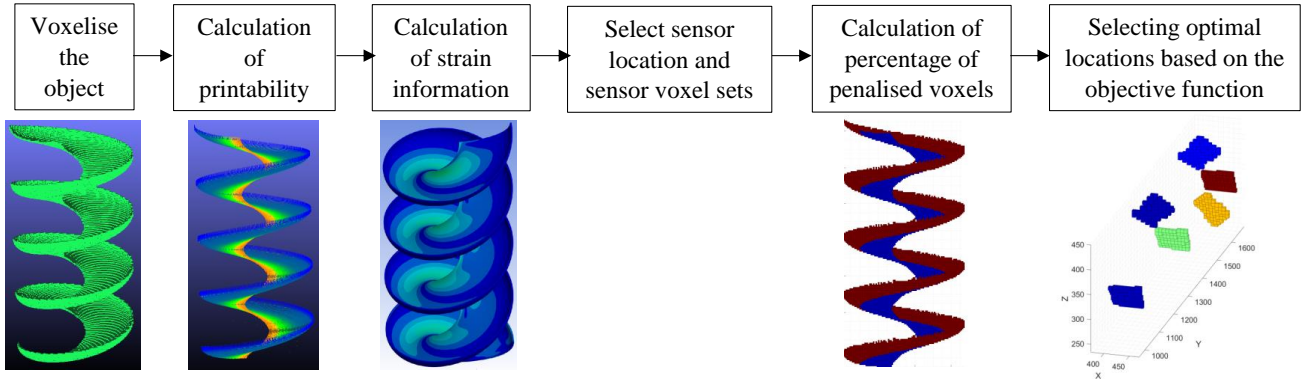 Voxelise
the
object
Calculation
of
printability
Calculation
of strain
information
Select sensor
location and
sensor voxel sets
Calculation of
percentage of
penalised voxels
Selecting optimal
locations based on the
objective function
450
400
350
300
250
Z
400
450
X
1000
1100
1200
1300
1400
1500
1600
Y